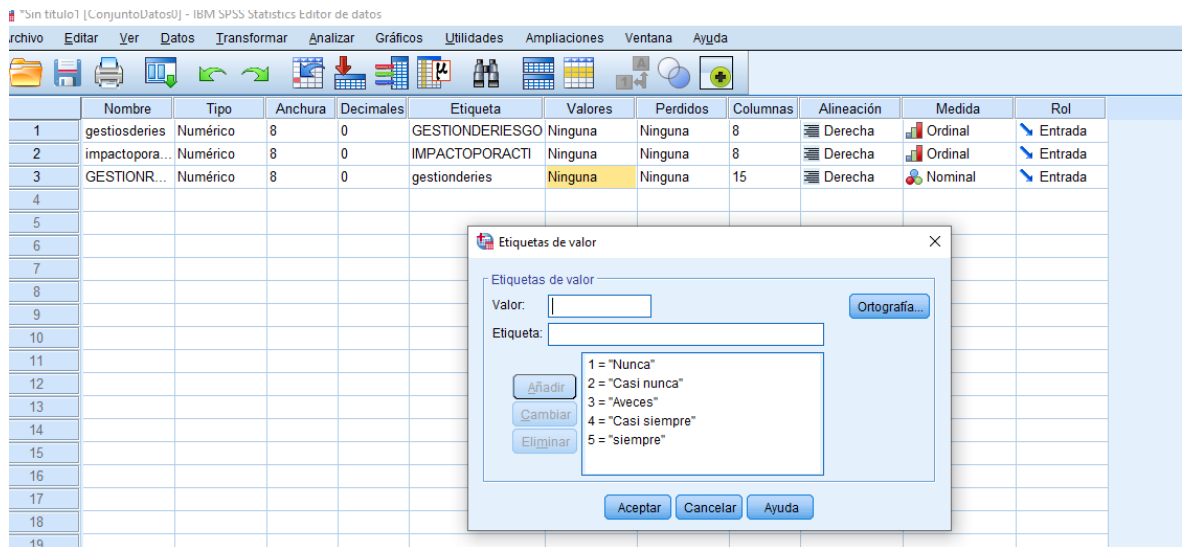 *Sin título1 [ConjuntoDatos0] - IBM SPSS Statistics Editor de datos
rchivo Editar Ver Datos Transformar Analizar Gráficos Utilidades Ampliaciones Ventana Ayuda
Nombre Tipo Anchura Decimales Etiqueta Valores Perdidos Columnas Alineación Medida Rol
1 gestiosderies Numérico 8 0 GESTIONDERIESGO Ninguna Ninguna 8 Derecha Ordinal Entrada
2 impactopora... Numérico 8 0 IMPACTOPORACTI Ninguna Ninguna 8 Derecha Ordinal Entrada
3 GESTIONR... Numérico 8 0 gestionderies Ninguna Ninguna 15 Derecha Nominal Entrada
4
5
6
7
8
9
10
11
12
13
14
15
16
17
18
19
Etiquetas de valor
Etiquetas de valor
Valor:
Ortografía...
Etiqueta:
1 = "Nunca"
2 = "Casi nunca"
3 = "Aveces"
4 = "Casi siempre"
5 = "siempre"
Añadir
Cambiar
Eliminar
Aceptar Cancelar Ayuda